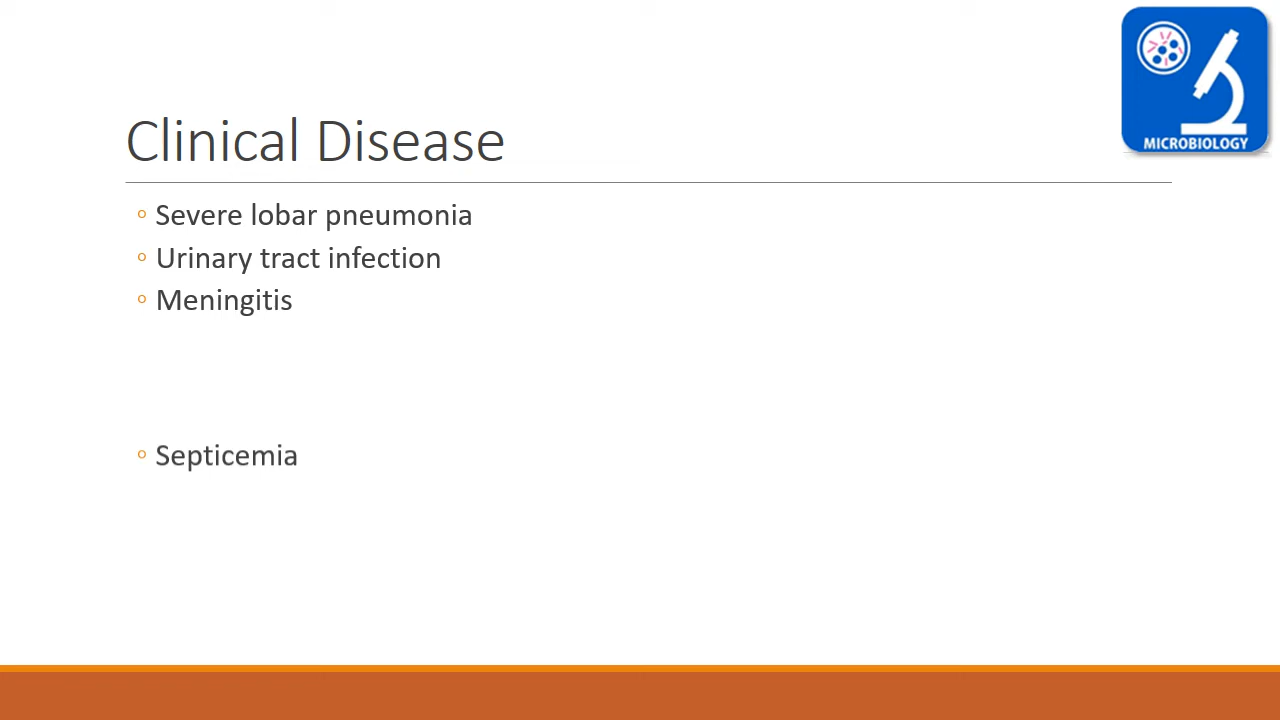 MICROBIOLOGY
Clinical Disease
Severe lobar pneumonia
Urinary tract infection
Meningitis
Septicemia